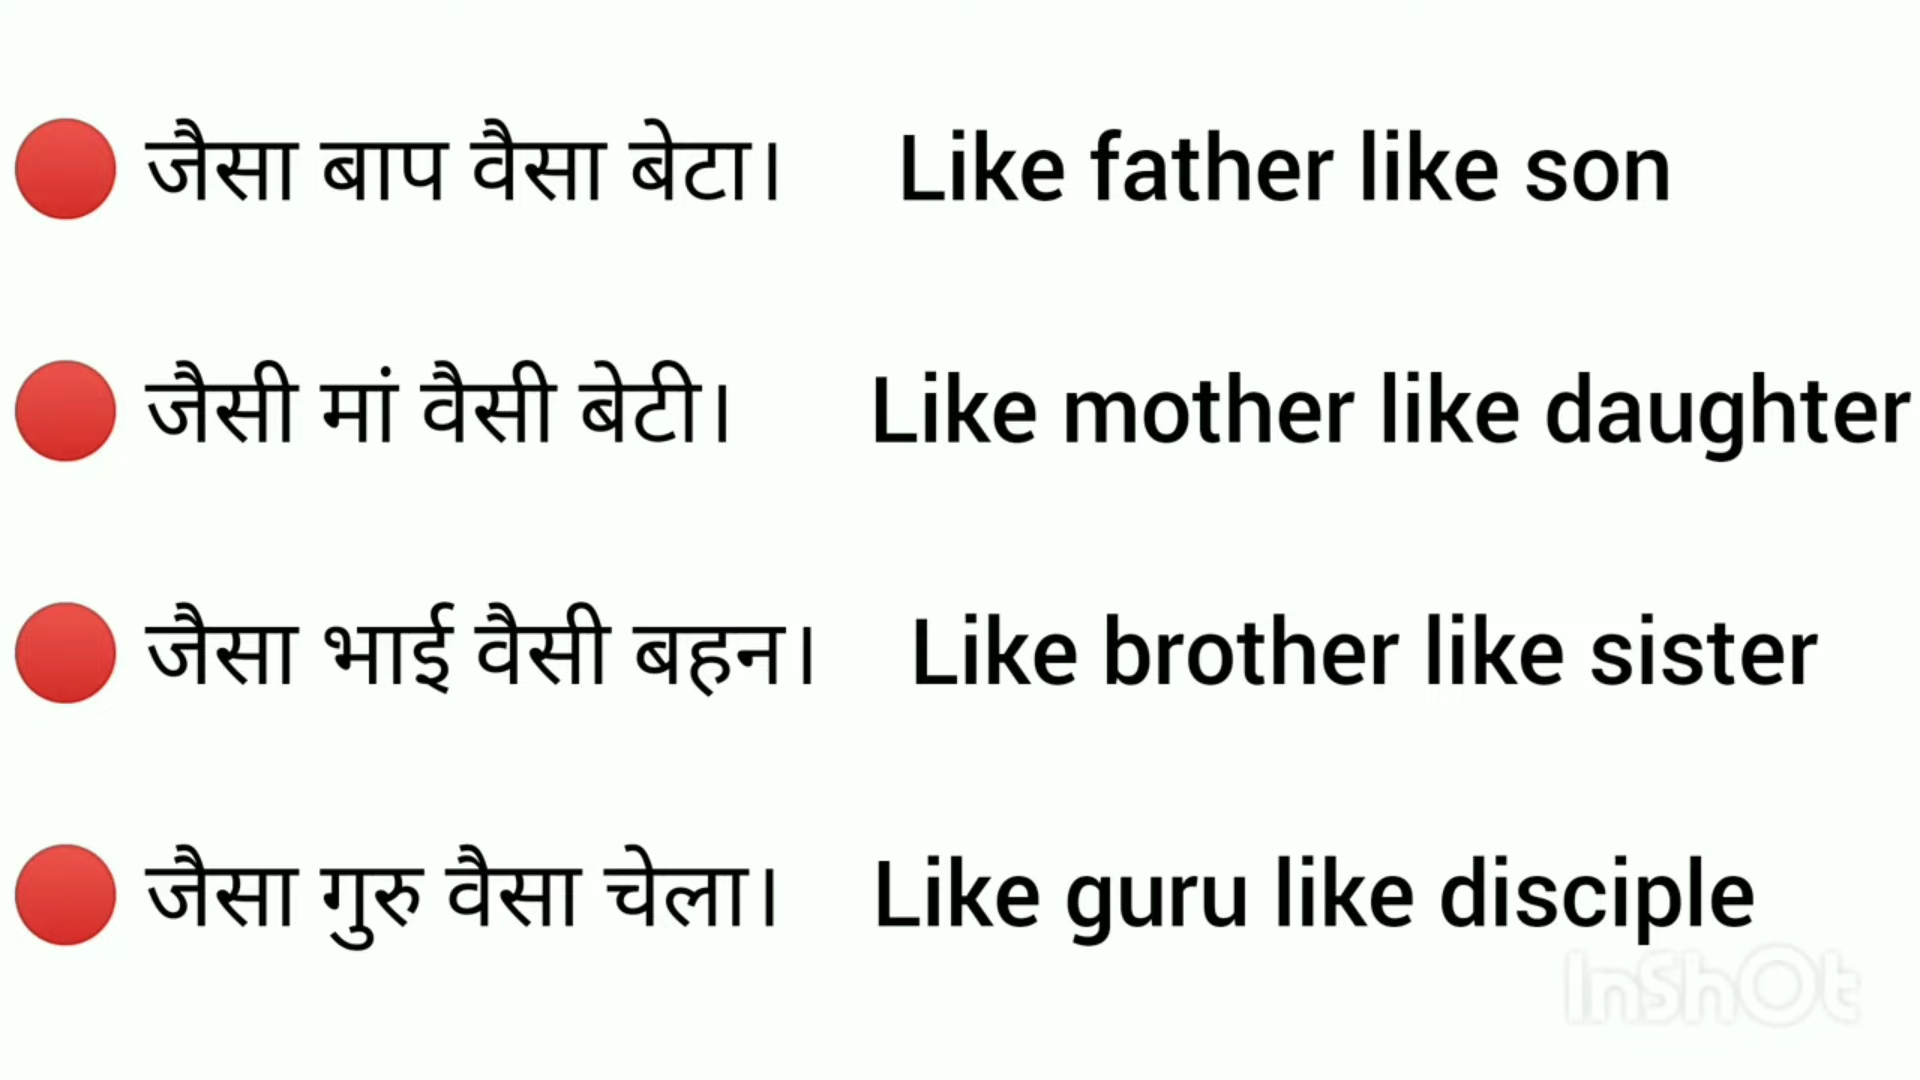 जैसा बाप वैसा बेटा। Like father like son
जैसी मां वैसी बेटी। Like mother like daughter
जैसा भाई वैसी बहन। Like brother like sister
जैसा गुरु वैसा चेला। Like guru like disciple
InShOt